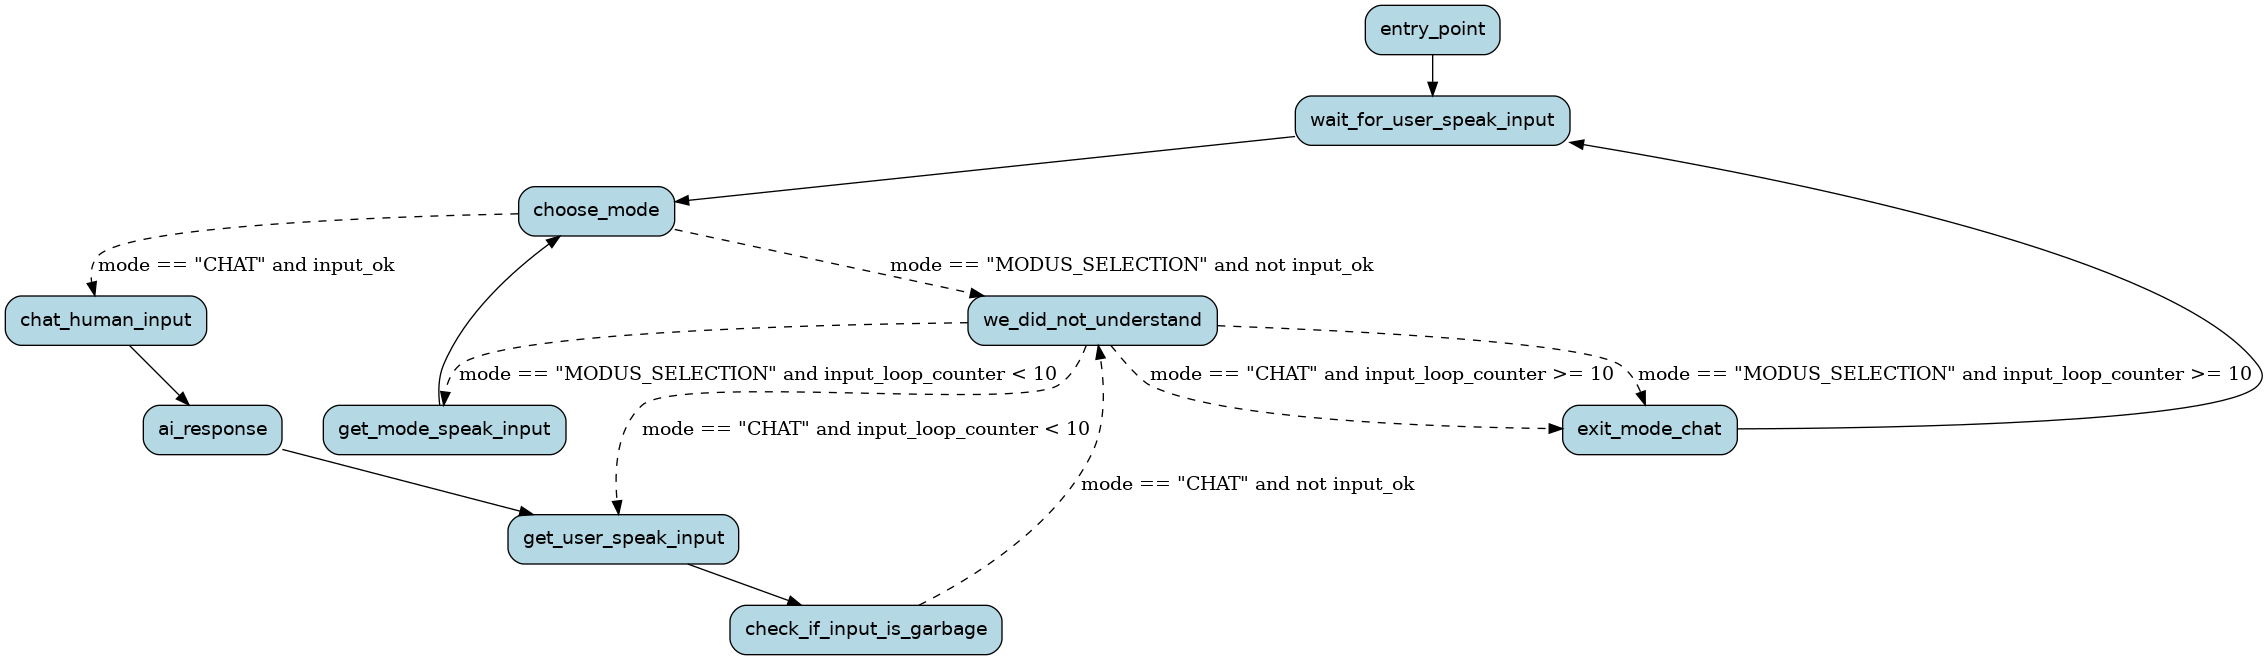 entry_point
wait_for_user_speak_input
choose_mode
mode == "CHAT" and input_ok
mode == "MODUS_SELECTION" and not input_ok
chat_human_input
we_did_not_understand
mode == "MODUS_SELECTION" and input_loop_counter < 10
mode == "CHAT" and input_loop_counter >= 10
mode == "MODUS_SELECTION" and input_loop_counter >= 10
ai_response
get_mode_speak_input
mode == "CHAT" and input_loop_counter < 10
exit_mode_chat
mode == "CHAT" and not input_ok
get_user_speak_input
check_if_input_is_garbage